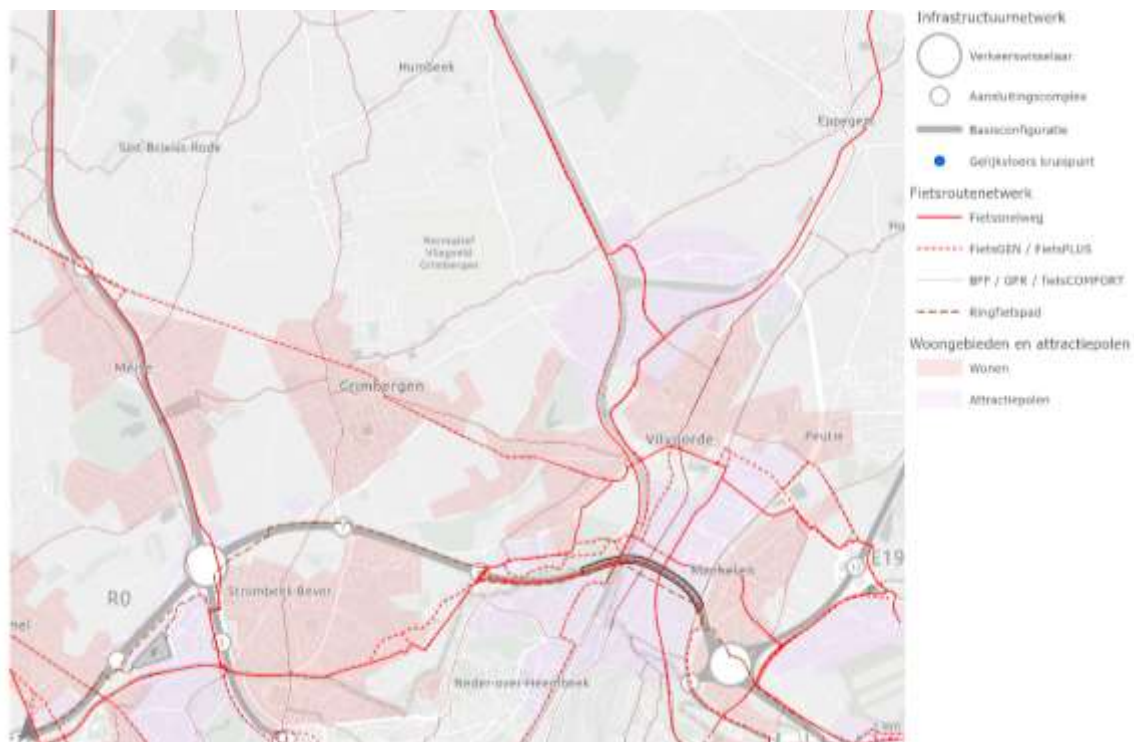 Infrastructuurnetwerk
Verkeerswisselaar
Aansluitingscomplex
Basisconfiguratie
Gelijkvloers kruispunt
Fietsroutenetwerk
Fietssnelweg
FietsGEN / FietsPLUS
BFF / GFR / fietsCOMFORT
Ringfietspad
Woongebieden en attractiepolen
Wonen
Attractiepolen
Humbeek
Eppegem
Sint-Brixius-Rode
Recreatief
Vliegveld
Grimbergen
Meise
Grimbergen
Vilvoorde
Peutie
E19
Machelen
Strombeek-Bever
R0
Neder-over-Heembeek